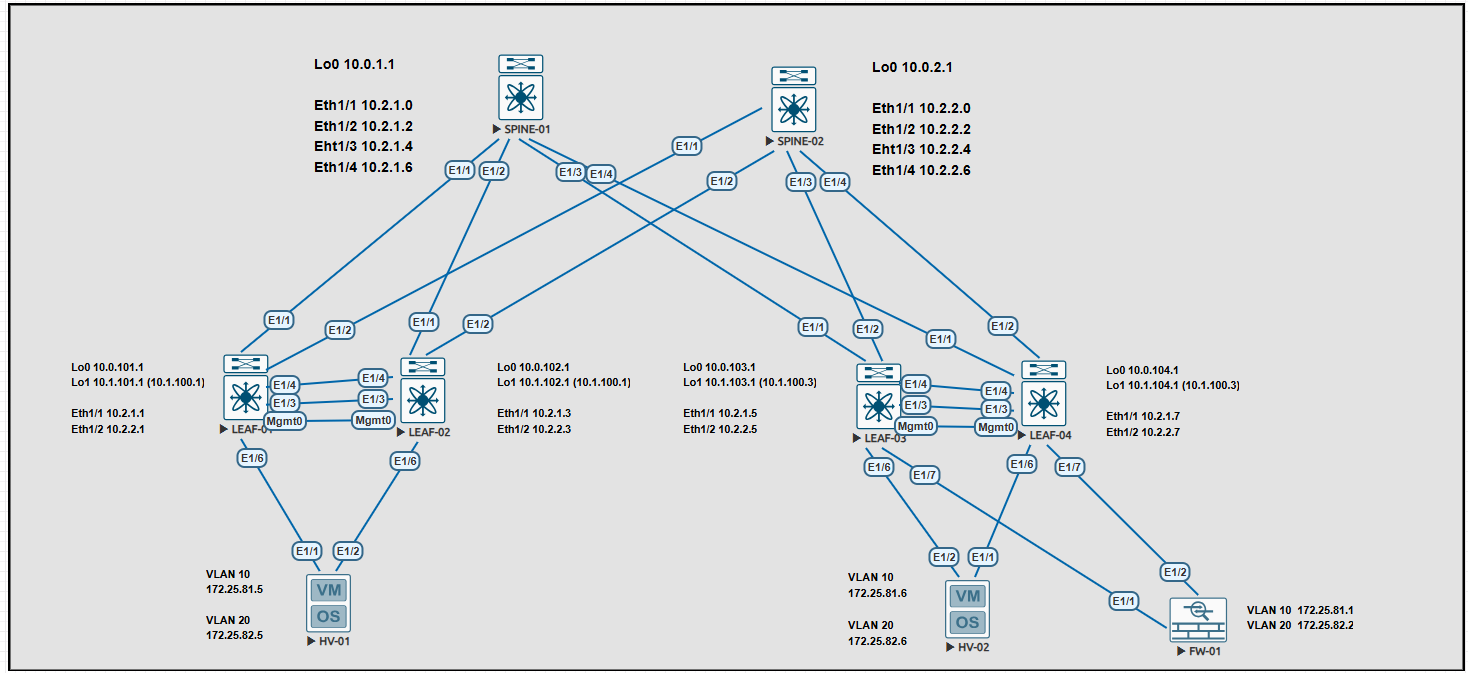 Lo0 10.0.1.1
Eth1/1 10.2.1.0
Eth1/2 10.2.1.2
Eht1/3 10.2.1.4
Eth1/4 10.2.1.6
SPINE-01
SPINE-02
Lo0 10.0.2.1
Eth1/1 10.2.2.0
Eth1/2 10.2.2.2
Eht1/3 10.2.2.4
Eth1/4 10.2.2.6
E1/1
E1/2
E1/3
E1/4
E1/1
E1/2
E1/3
E1/4
E1/1
E1/2
E1/1
E1/2
E1/1
E1/2
E1/1
E1/2
Lo0 10.0.101.1
Lo1 10.1.101.1 (10.1.100.1)
Eth1/1 10.2.1.1
Eth1/2 10.2.2.1
E1/4
E1/4
E1/3
E1/3
Mgmt0
Mgmt0
LEAF-01
LEAF-02
Lo0 10.0.102.1
Lo1 10.1.102.1 (10.1.100.1)
Eth1/1 10.2.1.3
Eth1/2 10.2.2.3
Lo0 10.0.103.1
Lo1 10.1.103.1 (10.1.100.3)
Eth1/1 10.2.1.5
Eth1/2 10.2.2.5
E1/4
E1/4
E1/3
E1/3
Mgmt0
Mgmt0
LEAF-03
LEAF-04
Lo0 10.0.104.1
Lo1 10.1.104.1 (10.1.100.3)
Eth1/1 10.2.1.7
Eth1/2 10.2.2.7
E1/6
E1/6
E1/6
E1/7
E1/6
E1/7
E1/1
E1/2
E1/2
E1/1
E1/1
E1/2
VLAN 10
172.25.81.5
VLAN 20
172.25.82.5
VM
OS
HV-01
VLAN 10
172.25.81.6
VLAN 20
172.25.82.6
VM
OS
HV-02
VLAN 10 172.25.81.1
VLAN 20 172.25.82.2
FW-01